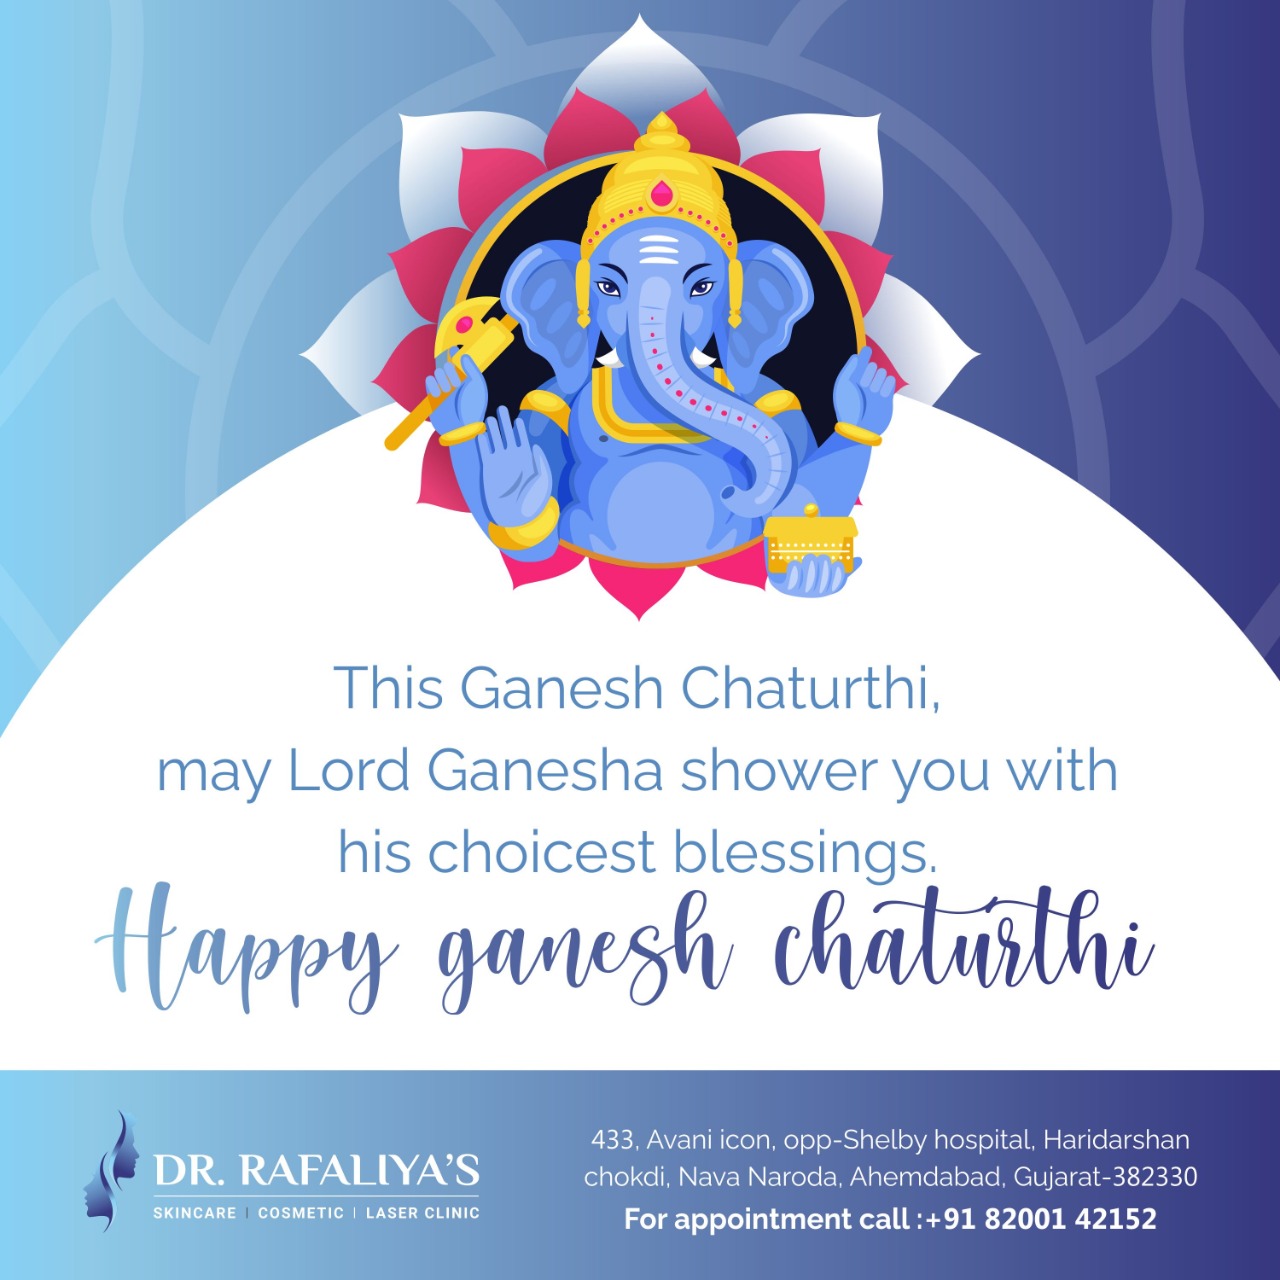 This Ganesh Chaturthi,
may Lord Ganesha shower you with
his choicest blessings.
Happy ganesh chaturthi
DR. RAFALIYA'S
SKINCARE | COSMETIC | LASER CLINIC
433, Avani icon, opp-Shelby hospital, Haridarshan
chokdi, Nava Naroda, Ahemdabad, Gujarat-382330
For appointment call :+91 82001 42152